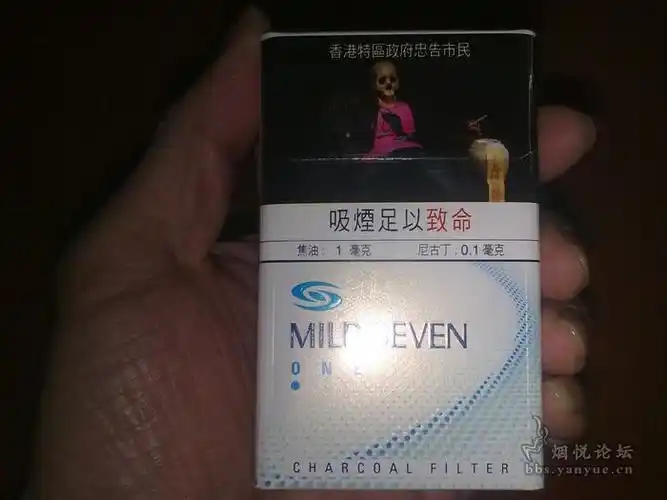 香港特區政府忠告市民
吸煙足以致命
焦油: 1 毫克 尼古丁: 0.1 毫克
MILD SEVEN
ONE
CHARCOAL FILTER
烟悦论坛
bbs.yanyue.cn